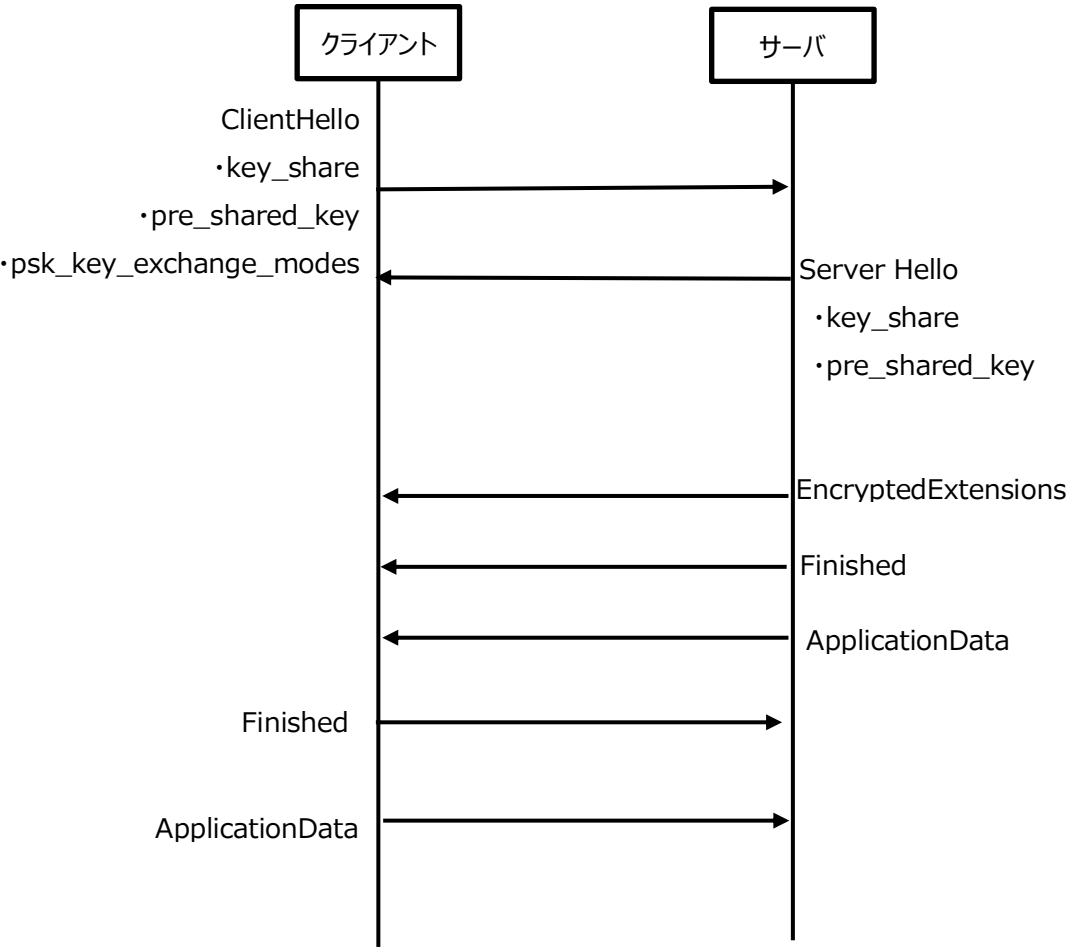 クライアント
サーバ
ClientHello
・key_share
・pre_shared_key
・psk_key_exchange_modes
Server Hello
・key_share
・pre_shared_key
EncryptedExtensions
Finished
ApplicationData
Finished
ApplicationData